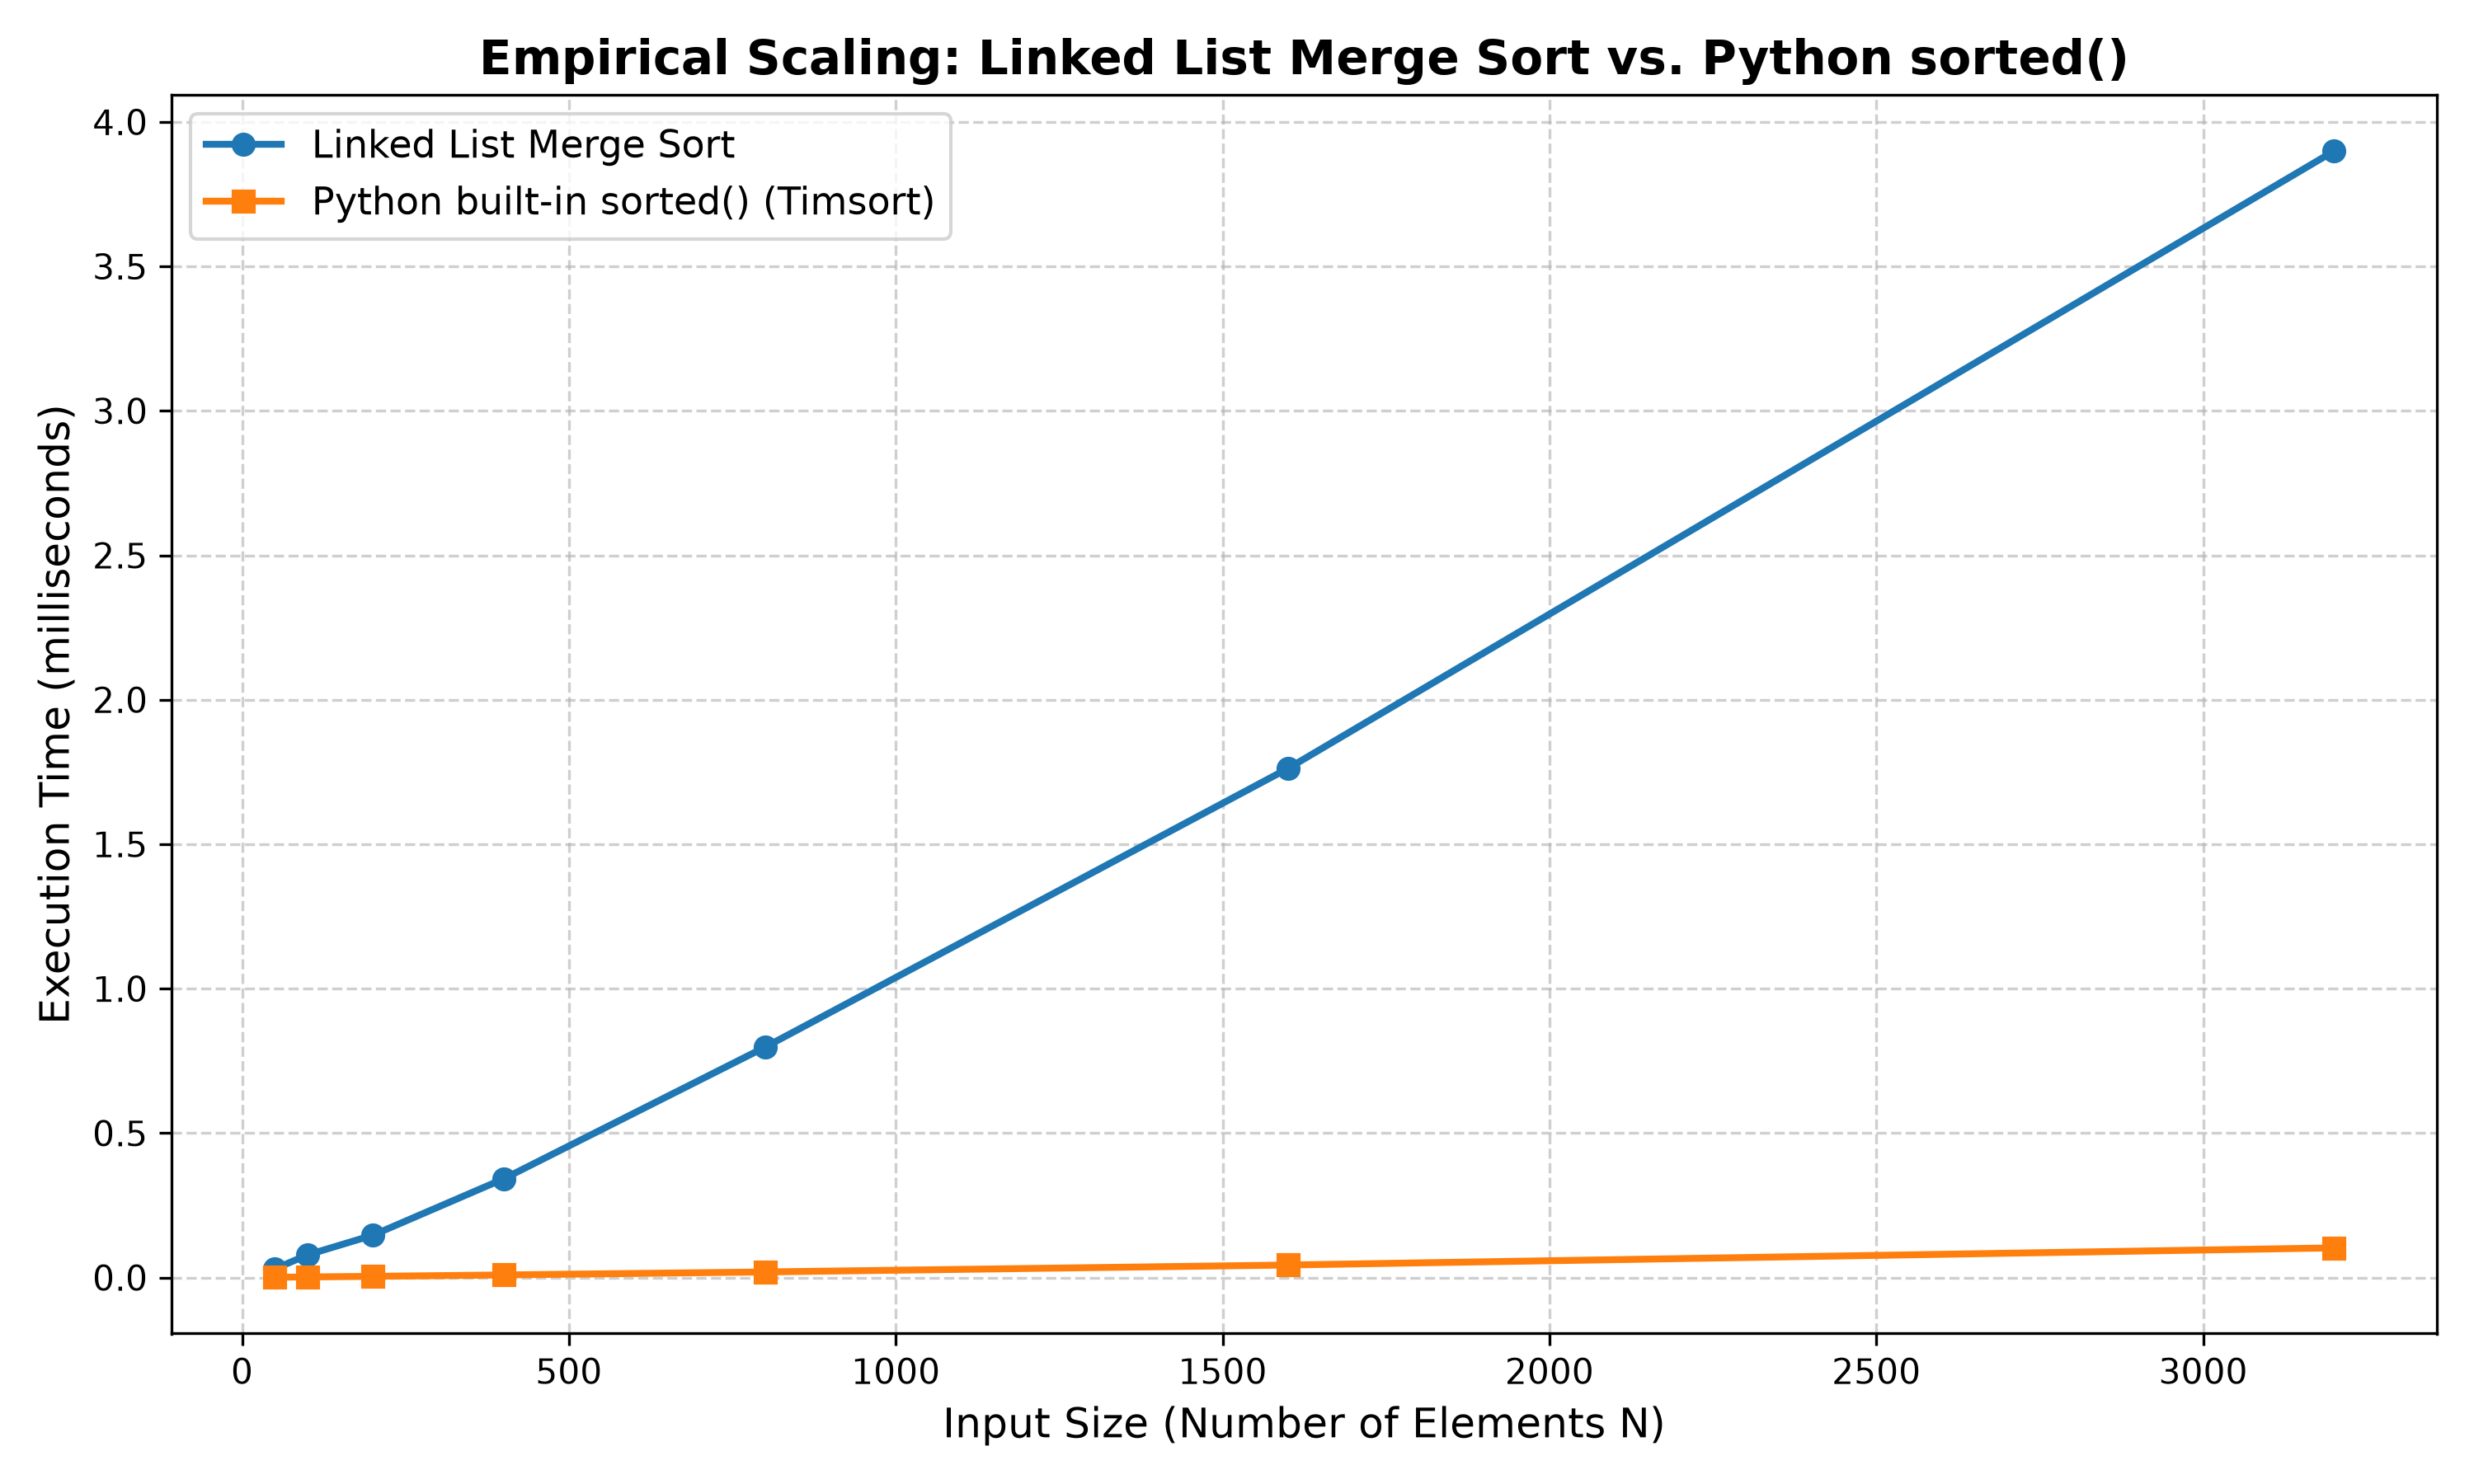 Empirical Scaling: Linked List Merge Sort vs. Python sorted()
Linked List Merge Sort
Python built-in sorted() (Timsort)
Execution Time (milliseconds)
4.0
3.5
3.0
2.5
2.0
1.5
1.0
0.5
0.0
0 500 1000 1500 2000 2500 3000
Input Size (Number of Elements N)